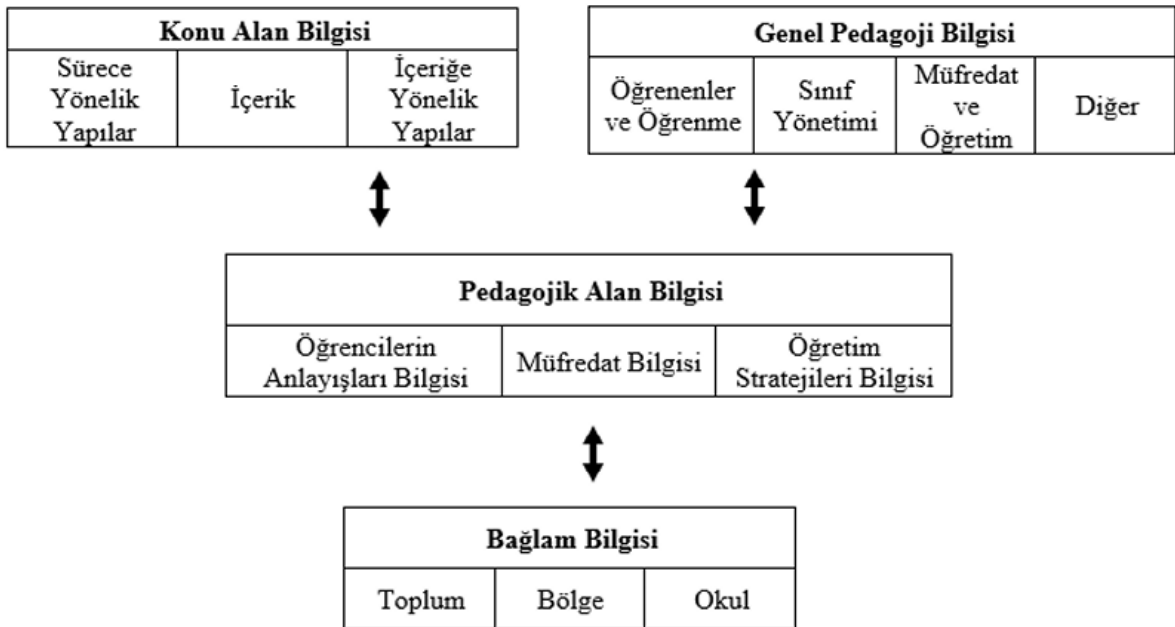 Konu Alan Bilgisi
Sürece
Yönelik
Yapılar
İçerik
İçeriğe
Yönelik
Yapılar
Genel Pedagoji Bilgisi
Öğrenenler
ve Öğrenme
Sınıf
Yönetimi
Müfredat
ve
Öğretim
Diğer
Pedagojik Alan Bilgisi
Öğrencilerin
Anlayışları Bilgisi
Müfredat Bilgisi
Öğretim
Stratejileri Bilgisi
Bağlam Bilgisi
Toplum
Bölge
Okul